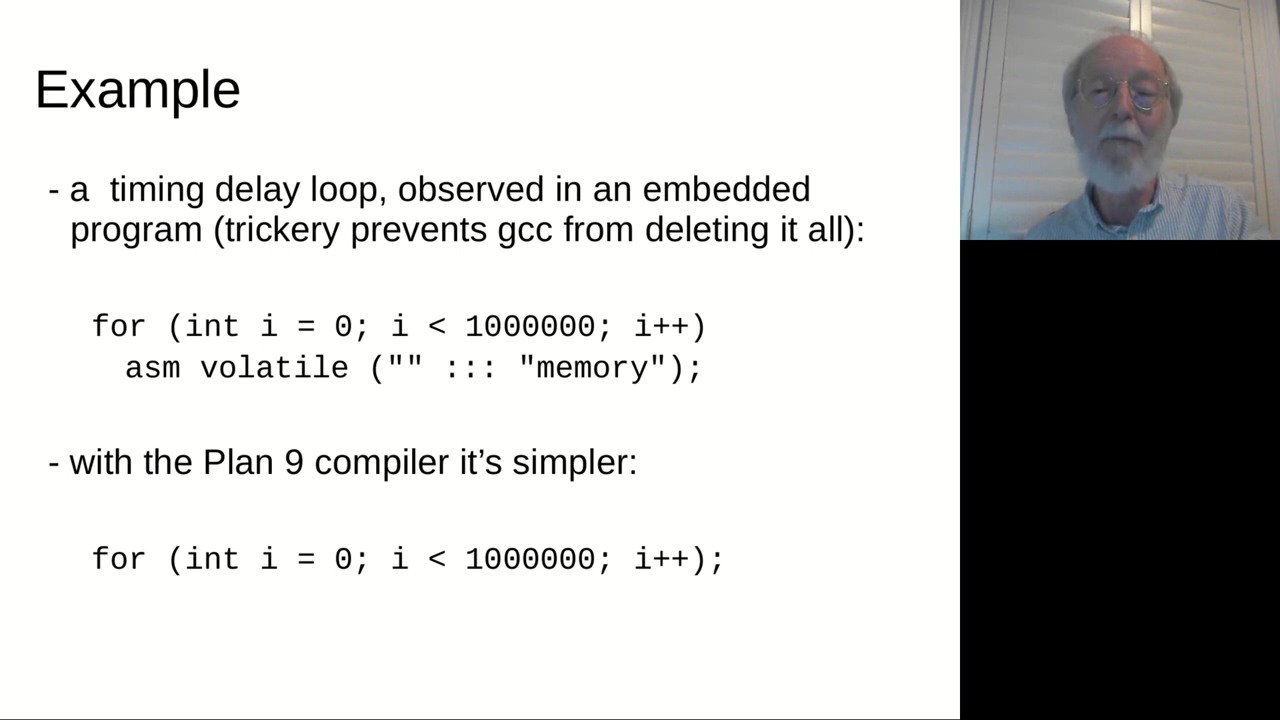 Example
- a  timing delay loop, observed in an embedded
program (trickery prevents gcc from deleting it all):
for (int i = 0; i < 1000000; i++)
asm volatile ("" ::: "memory");
- with the Plan 9 compiler it’s simpler:
for (int i = 0; i < 1000000; i++);